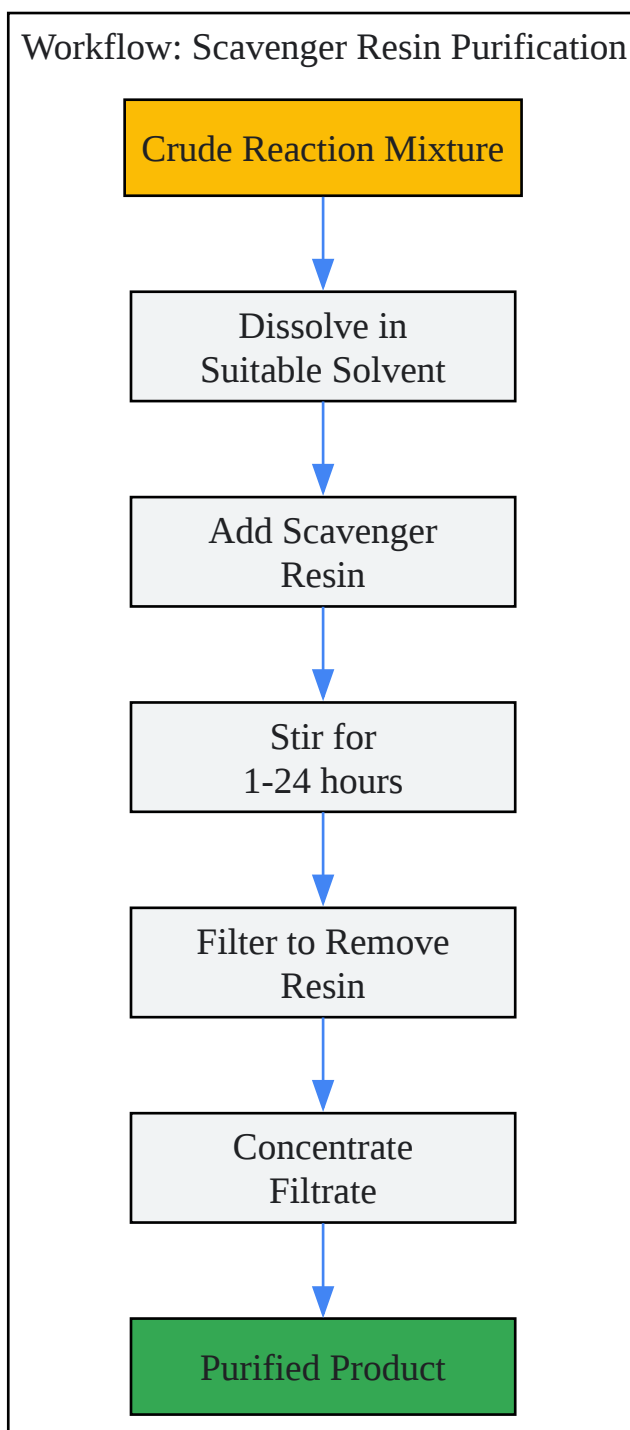 Workflow: Scavenger Resin Purification
Crude Reaction Mixture
Dissolve in
Suitable Solvent
Add Scavenger
Resin
Stir for
1-24 hours
Filter to Remove
Resin
Concentrate
Filtrate
Purified Product